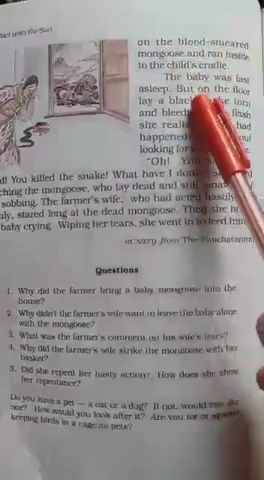 on the blood-smeared
mongoose and ran inside
to the child's cradle.
The baby was fast
asleep. But on the floor
lay a black torn
and bleed flash
she had
happened
looking for
"Oh! You
d! You killed the snake! What have I
ching the mongoose, who lay dead and still
sobbing. The farmer's wife, who had acted hastily
ly, stared long at the dead mongoose. Then she
baby crying. Wiping her tears, she went in to feed him
a story from The Panchatantra
Questions
1. Why did the farmer bring a baby mongoose into the
house?
2. Why didn't the farmer's wife want to leave the baby alone
with the mongoose?
3. What was the farmer's comment on his wife's fears?
4. Why did the farmer's wife strike the mongoose with her
basket?
5. Did she repent her hasty action? How does she show
her repentance?
Do you have a pet — a cat or a dog? If not, would you like
one? How would you look after it? Are you for or against
keeping birds in a cage as pets?